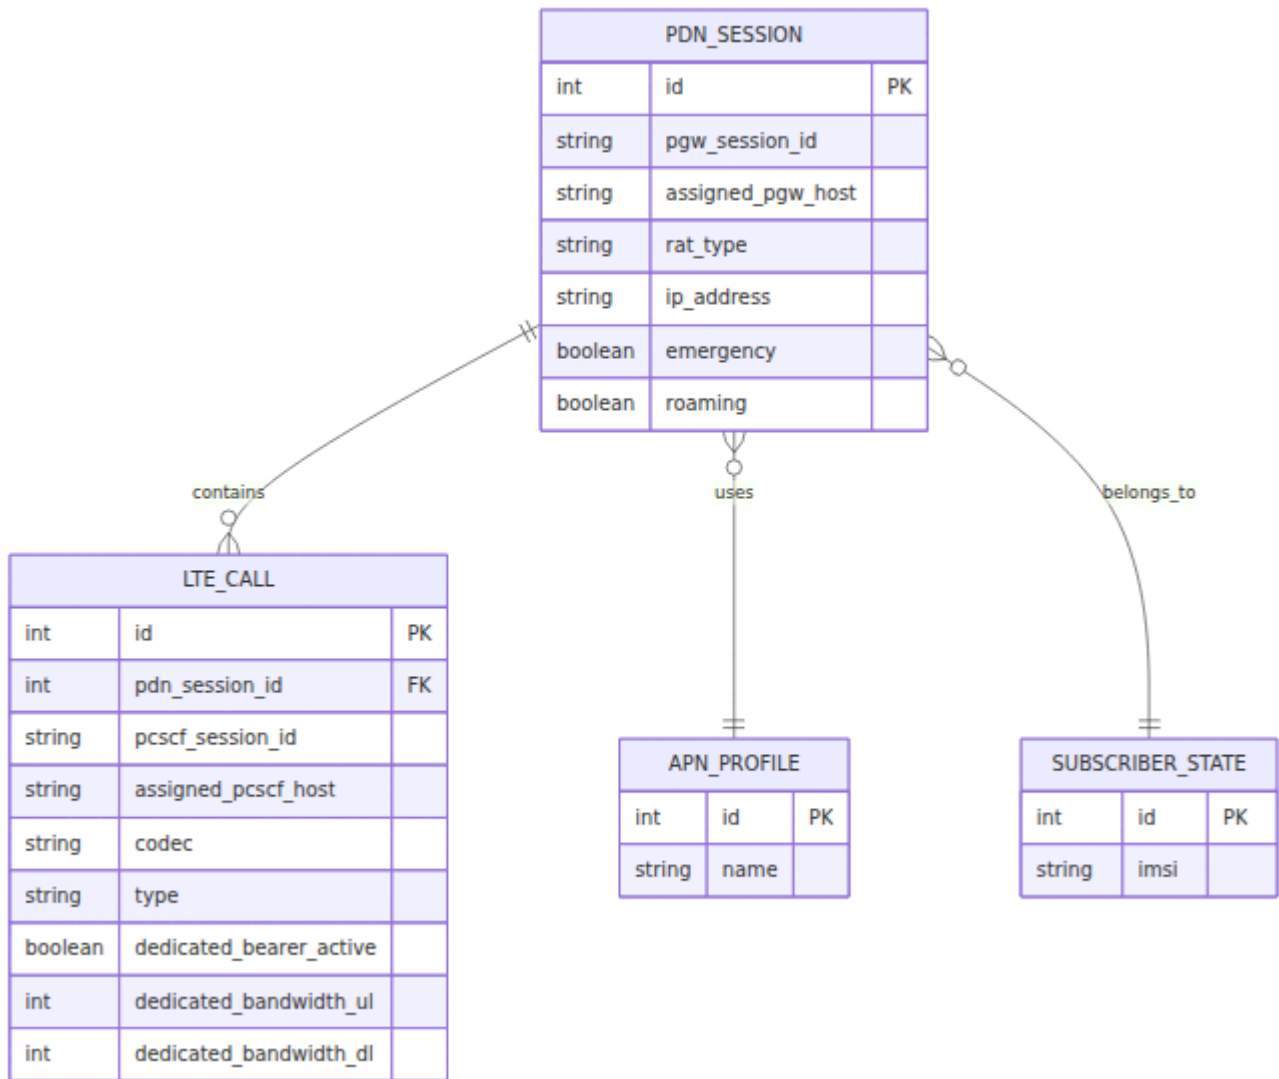 PDN_SESSION
int id PK
string pgw_session_id
string assigned_pgw_host
string rat_type
string ip_address
boolean emergency
boolean roaming
contains
uses
belongs_to
LTE_CALL
int id PK
int pdn_session_id FK
string pcscf_session_id
string assigned_pcscf_host
string codec
string type
boolean dedicated_bearer_active
int dedicated_bandwidth_ul
int dedicated_bandwidth_dl
APN_PROFILE
int id PK
string name
SUBSCRIBER_STATE
int id PK
string imsi